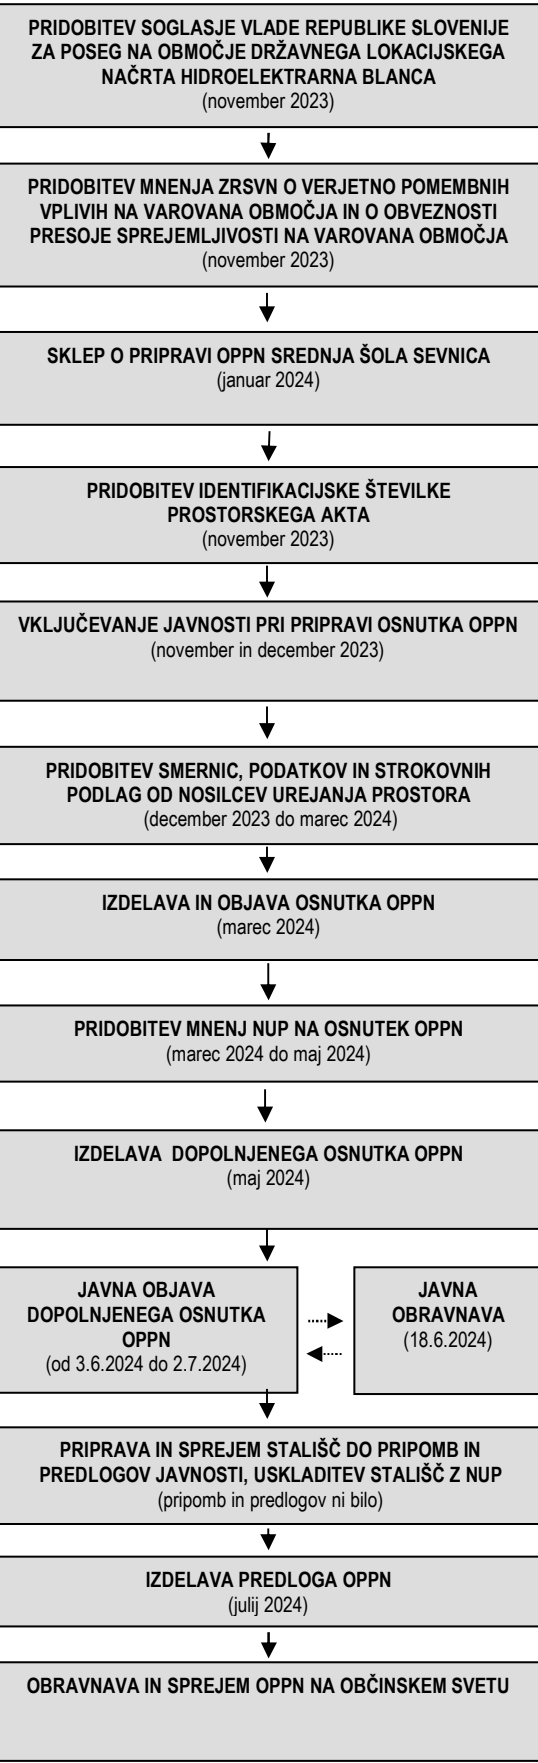 PRIDOBITEV SOGLASJE VLADE REPUBLIKE SLOVENIJE
ZA POSEG NA OBMOČJE DRŽAVNEGA LOKACIJSKEGA
NAČRTA HIDROELEKTRARNA BLANCA
(november 2023)
PRIDOBITEV MNENJA ZRSVN O VERJETNO POMEMBNIH
VPLIVIH NA VAROVANA OBMOČJA IN O OBVEZNOSTI
PRESOJE SPREJEMLJIVOSTI NA VAROVANA OBMOČJA
(november 2023)
SKLEP O PRIPRAVI OPPN SREDNJA ŠOLA SEVNICA
(januar 2024)
PRIDOBITEV IDENTIFIKACIJSKE ŠTEVILKE
PROSTORSKEGA AKTA
(november 2023)
VKLJUČEVANJE JAVNOSTI PRI PRIPRAVI OSNUTKA OPPN
(november in december 2023)
PRIDOBITEV SMERNIC, PODATKOV IN STROKOVNIH
PODLAG OD NOSILCEV UREJANJA PROSTORA
(december 2023 do marec 2024)
IZDELAVA IN OBJAVA OSNUTKA OPPN
(marec 2024)
PRIDOBITEV MNENJ NUP NA OSNUTEK OPPN
(marec 2024 do maj 2024)
IZDELAVA DOPOLNJENEGA OSNUTKA OPPN
(maj 2024)
JAVNA OBJAVA
DOPOLNJENEGA OSNUTKA
OPPN
(od 3.6.2024 do 2.7.2024)
JAVNA
OBRAVNAVA
(18.6.2024)
PRIPRAVA IN SPREJEM STALIŠČ DO PRIPOMB IN
PREDLOGOV JAVNOSTI, USKLADITEV STALIŠČ Z NUP
(pripomb in predlogov ni bilo)
IZDELAVA PREDLOGA OPPN
(julij 2024)
OBRAVNAVA IN SPREJEM OPPN NA OBČINSKEM SVETU